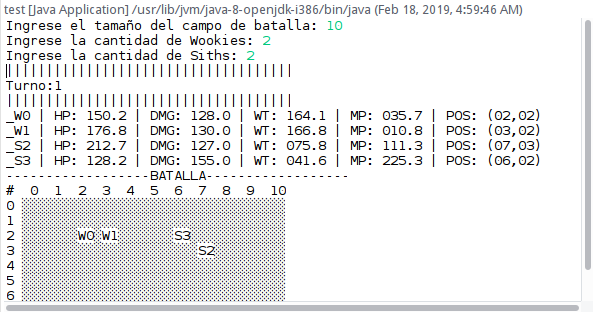 test [Java Application] /usr/lib/jvm/java-8-openjdk-i386/bin/java (Feb 18, 2019, 4:59:46 AM)
Ingrese el tamaño del campo de batalla: 10
Ingrese la cantidad de Wookies: 2
Ingrese la cantidad de Siths: 2
||||||||||||||||||||||||||||||||||||
Turno:1
||||||||||||||||||||||||||||||||||||
_W0 | HP: 150.2 | DMG: 128.0 | WT: 164.1 | MP: 035.7 | POS: (02,02)
_W1 | HP: 176.8 | DMG: 130.0 | WT: 166.8 | MP: 010.8 | POS: (03,02)
_S2 | HP: 212.7 | DMG: 127.0 | WT: 075.8 | MP: 111.3 | POS: (07,03)
_S3 | HP: 128.2 | DMG: 155.0 | WT: 041.6 | MP: 225.3 | POS: (06,02)
------------------BATALLA------------------
# 0 1 2 3 4 5 6 7 8 9 10
0
1
2 W0 W1 S3
3 S2
4
5
6